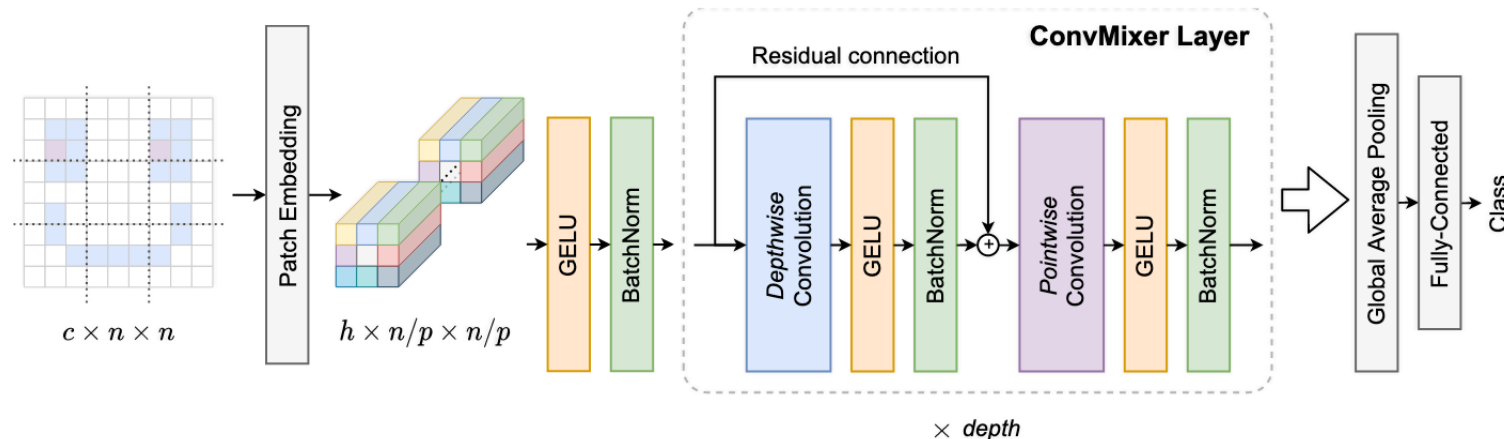 c × n × n
Patch Embedding
h × n/p × n/p
GELU
BatchNorm
ConvMixer Layer
Residual connection
Depthwise
Convolution
GELU
BatchNorm
+
Pointwise
Convolution
GELU
BatchNorm
× depth
Global Average Pooling
Fully-Connected
Class